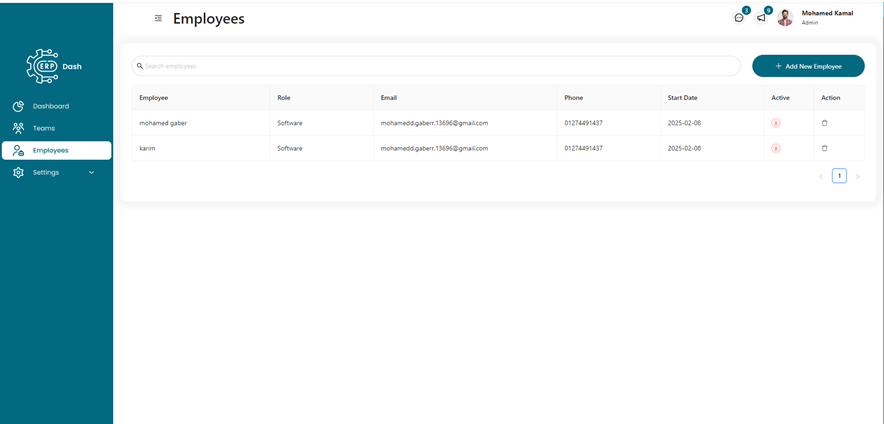 Employees
3
9
Mohamed Kamal
Admin
ERP
Dash
Dashboard
Teams
Employees
Settings
Search employees
+ Add New Employee
Employee Role Email Phone Start Date Active Action
mohamed gaber Software mohamedd.gaberr.13696@gmail.com 01274491437 2025-02-08
karim Software mohamedd.gaberr.13696@gmail.com 01274491437 2025-02-08
< 1 >